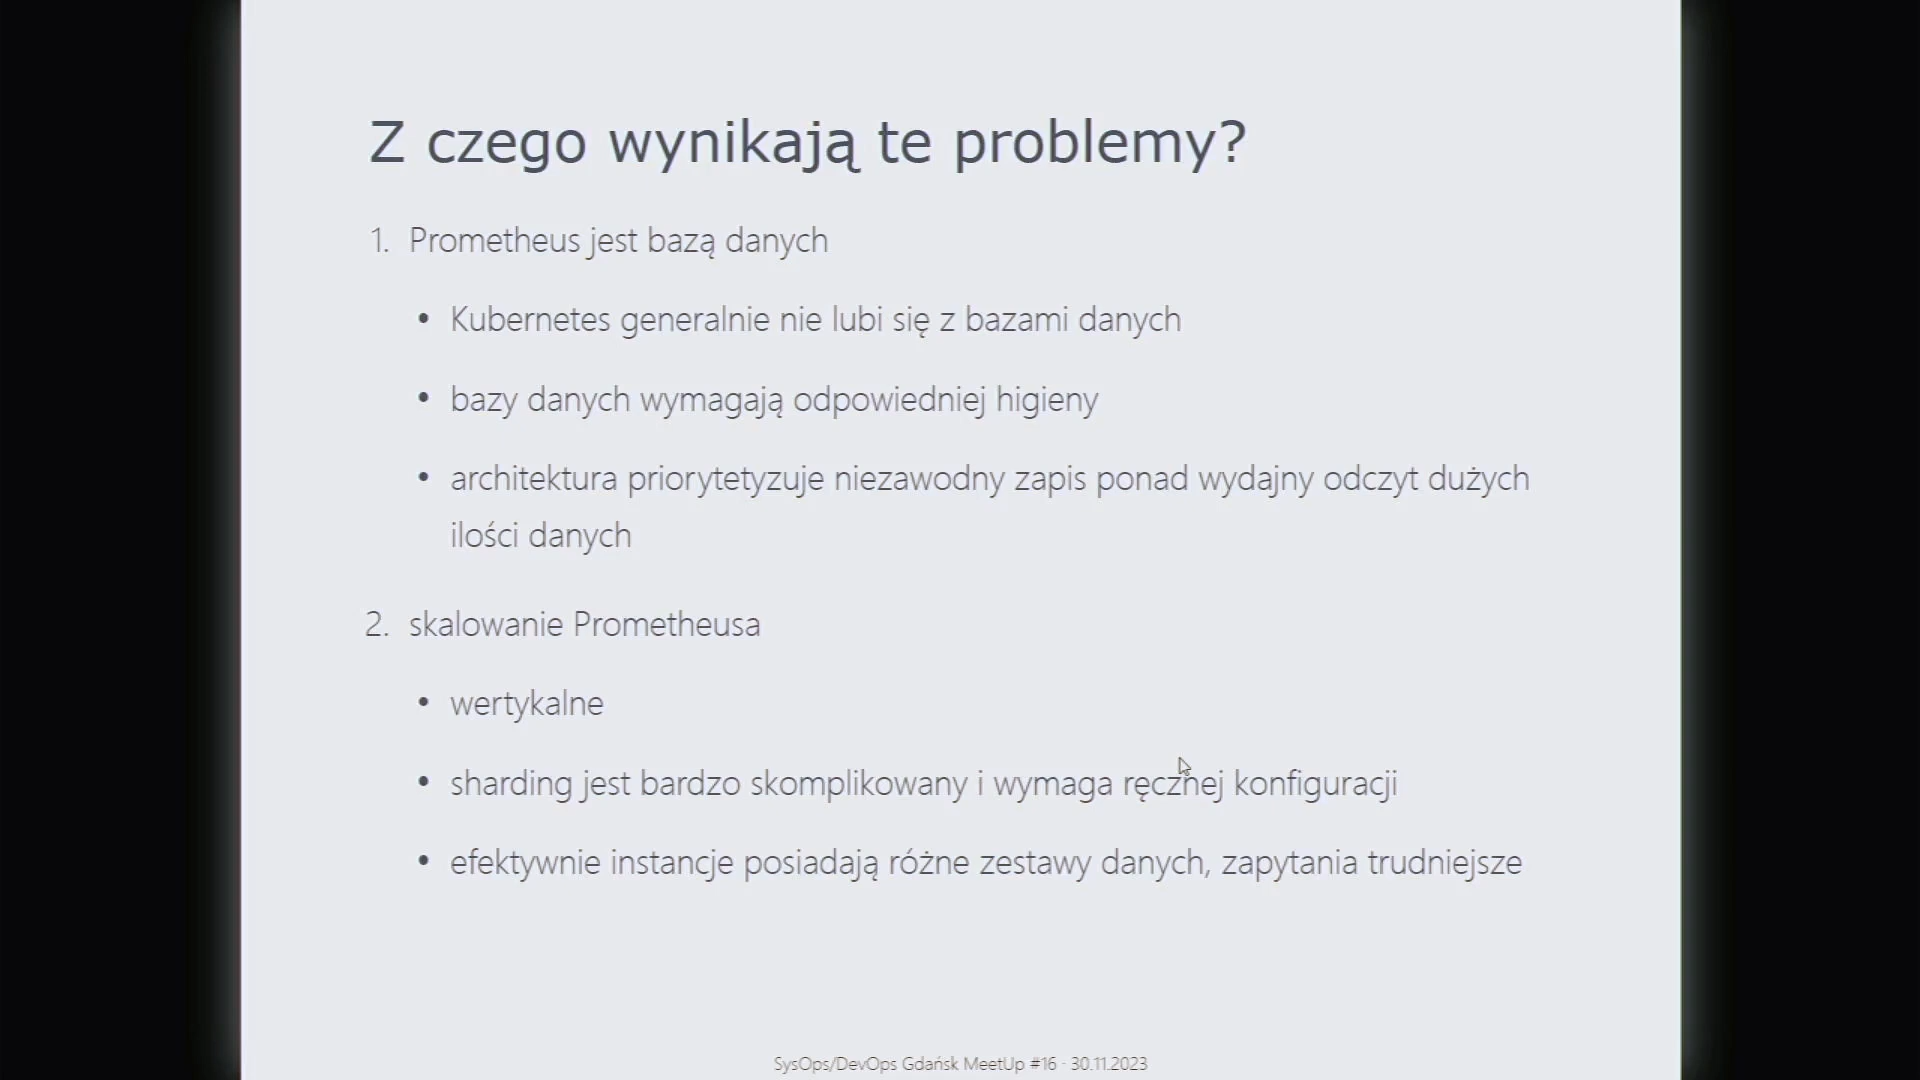 Z czego wynikają te problemy?
1. Prometheus jest bazą danych
• Kubernetes generalnie nie lubi się z bazami danych
• bazy danych wymagają odpowiedniej higieny
• architektura priorytetyzuje niezawodny zapis ponad wydajny odczyt dużych
ilości danych
2. skalowanie Prometheusa
• wertykalne
• sharding jest bardzo skomplikowany i wymaga ręcznej konfiguracji
• efektywnie instancje posiadają różne zestawy danych, zapytania trudniejsze
SysOps/DevOps Gdańsk MeetUp #16 · 30.11.2023